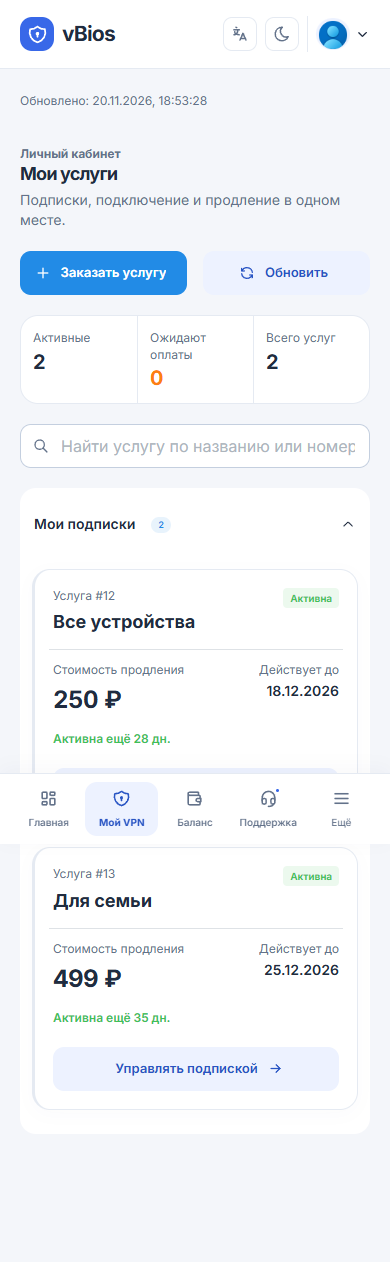 vBios
Обновлено: 20.11.2026, 18:53:28
Личный кабинет
Мои услуги
Подписки, подключение и продление в одном
месте.
Заказать услугу
Обновить
Активные
2
Ожидают
оплаты
0
Всего услуг
2
Найти услугу по названию или номер
Мои подписки 2
Услуга #12
Активна
Все устройства
Стоимость продления
Действует до
250 ₽
18.12.2026
Активна ещё 28 дн.
Главная
Мой VPN
Баланс
Поддержка
Ещё
Услуга #13
Активна
Для семьи
Стоимость продления
Действует до
499 ₽
25.12.2026
Активна ещё 35 дн.
Управлять подпиской